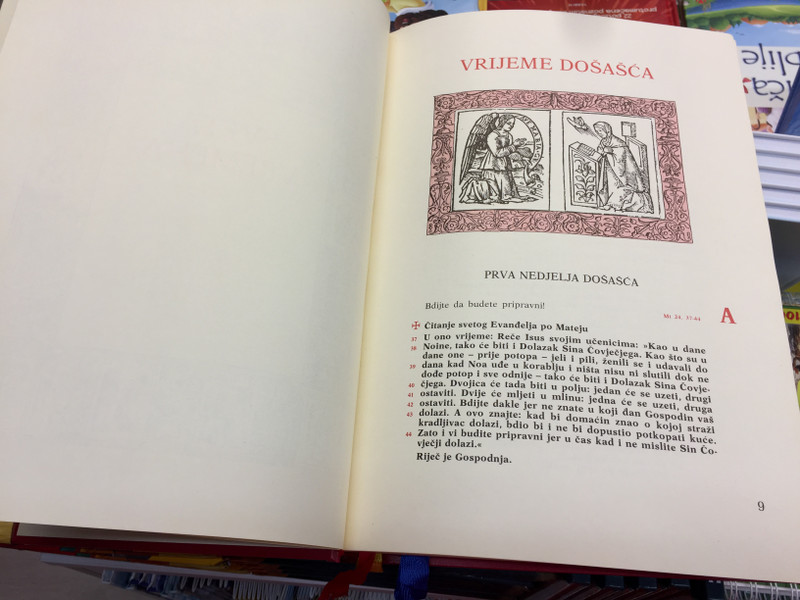 VRIJEME DOŠAŠĆA
PRVA NEDJELJA DOŠAŠĆA
Bdijte da budete pripravni!
Mt 24, 37-44 A
✠ Čitanje svetog Evanđelja po Mateju
37 U ono vrijeme: Reče Isus svojim učenicima: »Kao u dane
38 Noine, tako će biti i Dolazak Sina Čovječjega. Kao što su u
dane one – prije potopa – jeli i pili, ženili se i udavali do
39 dana kad Noa uđe u korablju i ništa nisu ni slutili dok ne
dođe potop i sve odnije – tako će biti i Dolazak Sina Čovje-
40 čjega. Dvojica će tada biti u polju: jedan će se uzeti, drugi
41 ostaviti. Dvije će mljeti u mlinu: jedna će se uzeti, druga
42 ostaviti. Bdijte dakle jer ne znate u koji dan Gospodin vaš
43 dolazi. A ovo znajte: kad bi domaćin znao o kojoj straži
kradljivac dolazi, bdio bi i ne bi dopustio potkopati kuće.
44 Zato i vi budite pripravni jer u čas kad i ne mislite Sin Čo-
vječji dolazi.«
Riječ je Gospodnja.
9